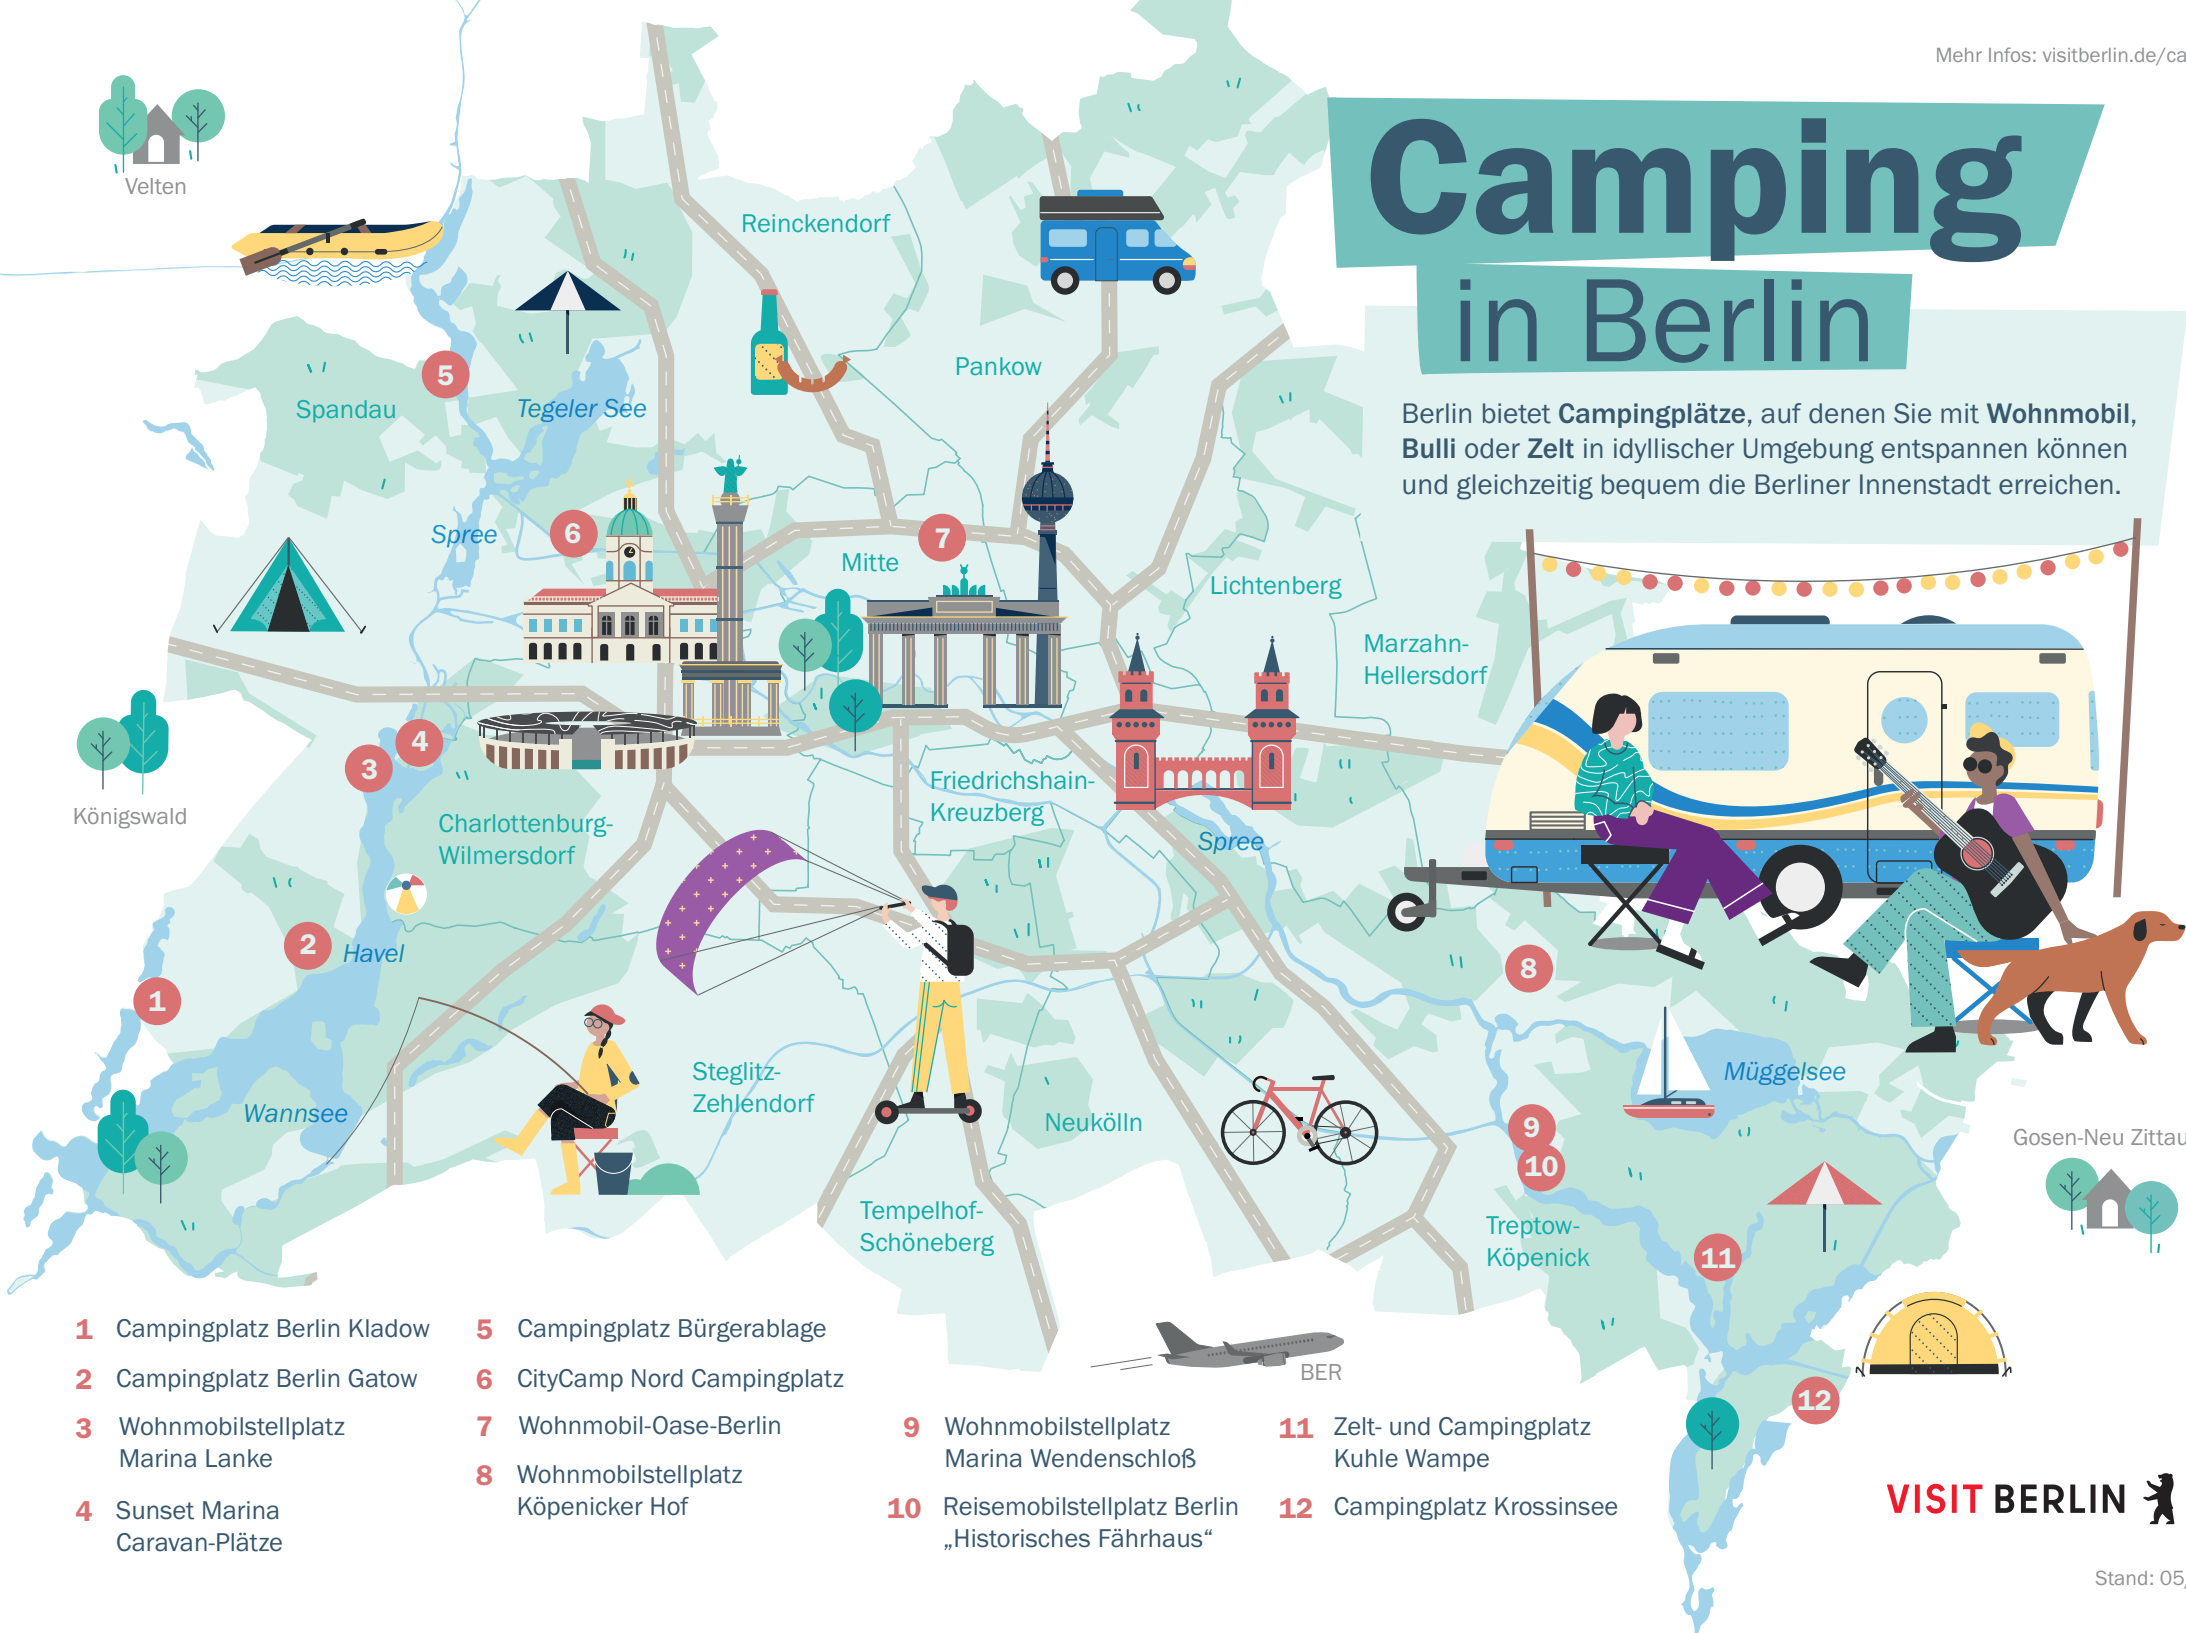 Mehr Infos: visitberlin.de/ca
Camping
in Berlin
Berlin bietet Campingplätze, auf denen Sie mit Wohnmobil,
Bulli oder Zelt in idyllischer Umgebung entspannen können
und gleichzeitig bequem die Berliner Innenstadt erreichen.
Velten
Reinckendorf
Pankow
5
Spandau
Tegeler See
Spree
6
7
Mitte
Lichtenberg
Marzahn-
Hellersdorf
4
3
Königswald
Charlottenburg-
Wilmersdorf
Friedrichshain-
Kreuzberg
Spree
2
Havel
1
8
Wannsee
Steglitz-
Zehlendorf
Neukölln
Müggelsee
9
10
Gosen-Neu Zittau
Tempelhof-
Schöneberg
Treptow-
Köpenick
11
12
BER
1 Campingplatz Berlin Kladow
2 Campingplatz Berlin Gatow
3 Wohnmobilstellplatz
Marina Lanke
4 Sunset Marina
Caravan-Plätze
5 Campingplatz Bürgerablage
6 CityCamp Nord Campingplatz
7 Wohnmobil-Oase-Berlin
8 Wohnmobilstellplatz
Köpenicker Hof
9 Wohnmobilstellplatz
Marina Wendenschloß
10 Reisemobilstellplatz Berlin
„Historisches Fährhaus“
11 Zelt- und Campingplatz
Kuhle Wampe
12 Campingplatz Krossinsee
VISIT BERLIN
Stand: 05